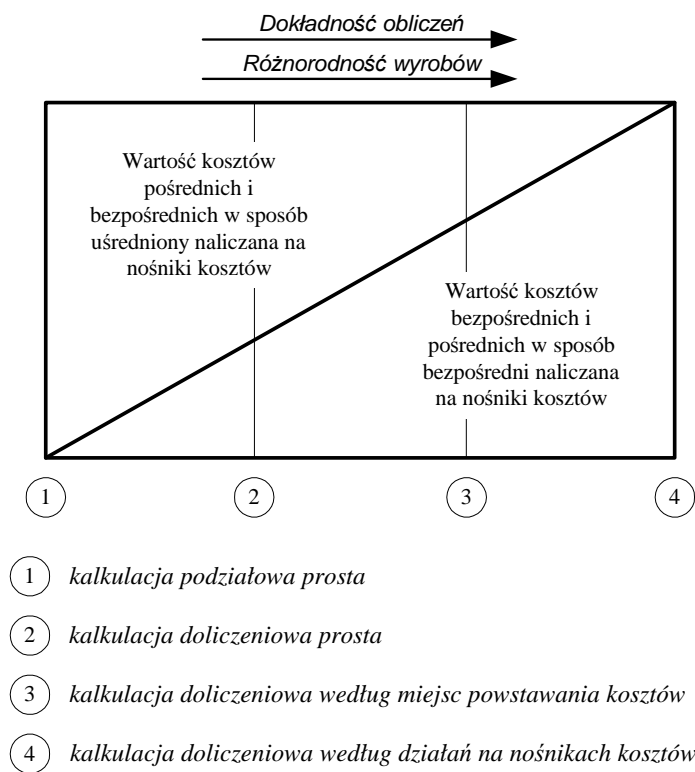 Dokładność obliczeń
Różnorodność wyrobów
Wartość kosztów
pośrednich i
bezpośrednich w sposób
uśredniony naliczana na
nośniki kosztów
Wartość kosztów
bezpośrednich i
pośrednich w sposób
bezpośredni naliczana
na nośniki kosztów
1 2 3 4
1 kalkulacja podziałowa prosta
2 kalkulacja doliczeniowa prosta
3 kalkulacja doliczeniowa według miejsc powstawania kosztów
4 kalkulacja doliczeniowa według działań na nośnikach kosztów